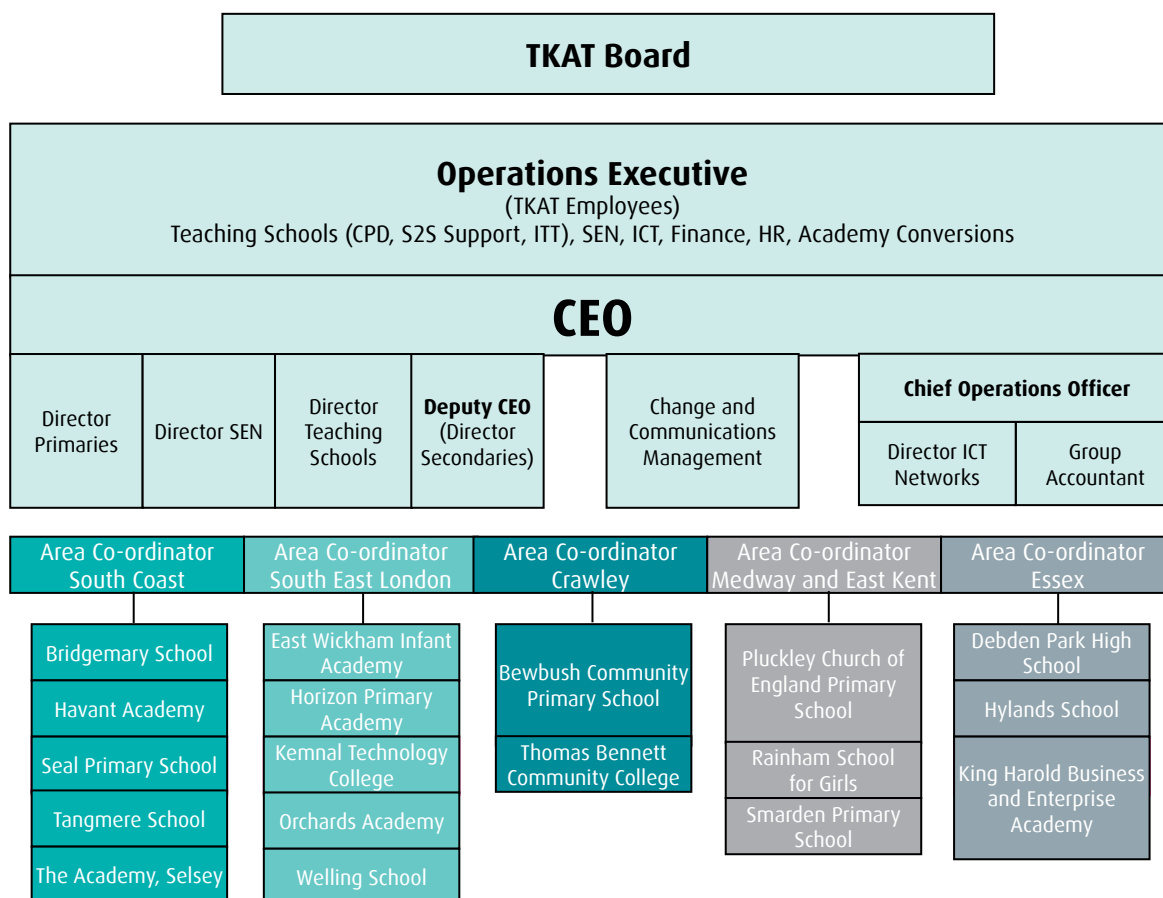 TKAT Board
Operations Executive
(TKAT Employees)
Teaching Schools (CPD, S2S Support, ITT), SEN, ICT, Finance, HR, Academy Conversions
CEO
Director
Primaries
Director SEN
Director
Teaching
Schools
Deputy CEO
(Director
Secondaries)
Change and
Communications
Management
Chief Operations Officer
Director ICT
Networks
Group
Accountant
Area Co-ordinator
South Coast
Area Co-ordinator
South East London
Area Co-ordinator
Crawley
Area Co-ordinator
Medway and East Kent
Area Co-ordinator
Essex
Bridgemary School
Havant Academy
Seal Primary School
Tangmere School
The Academy, Selsey
East Wickham Infant
Academy
Horizon Primary
Academy
Kemnal Technology
College
Orchards Academy
Welling School
Bewbush Community
Primary School
Thomas Bennett
Community College
Pluckley Church of
England Primary
School
Rainham School
for Girls
Smarden Primary
School
Debden Park High
School
Hylands School
King Harold Business
and Enterprise
Academy